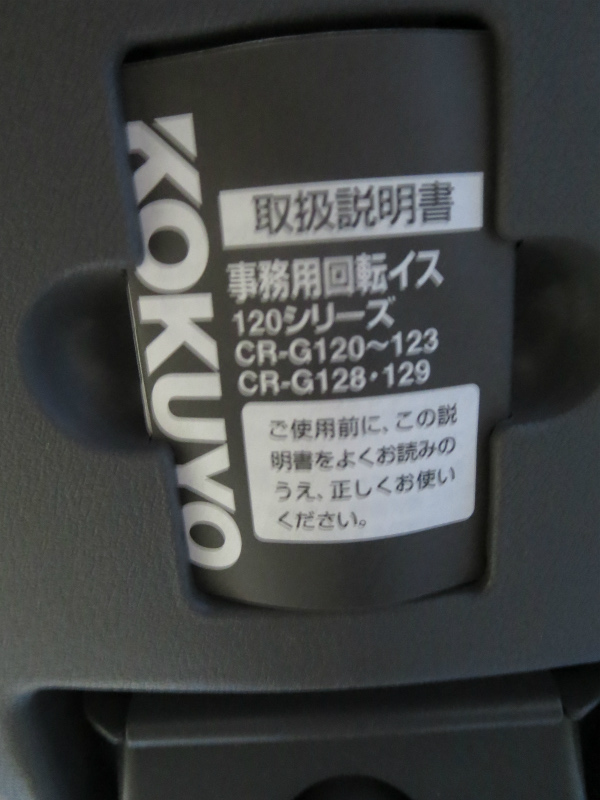 KOKUYO
取扱説明書
事務用回転イス
120シリーズ
CR-G120～123
CR-G128・129
ご使用前に、この説
明書をよくお読みの
うえ、正しくお使い
ください。